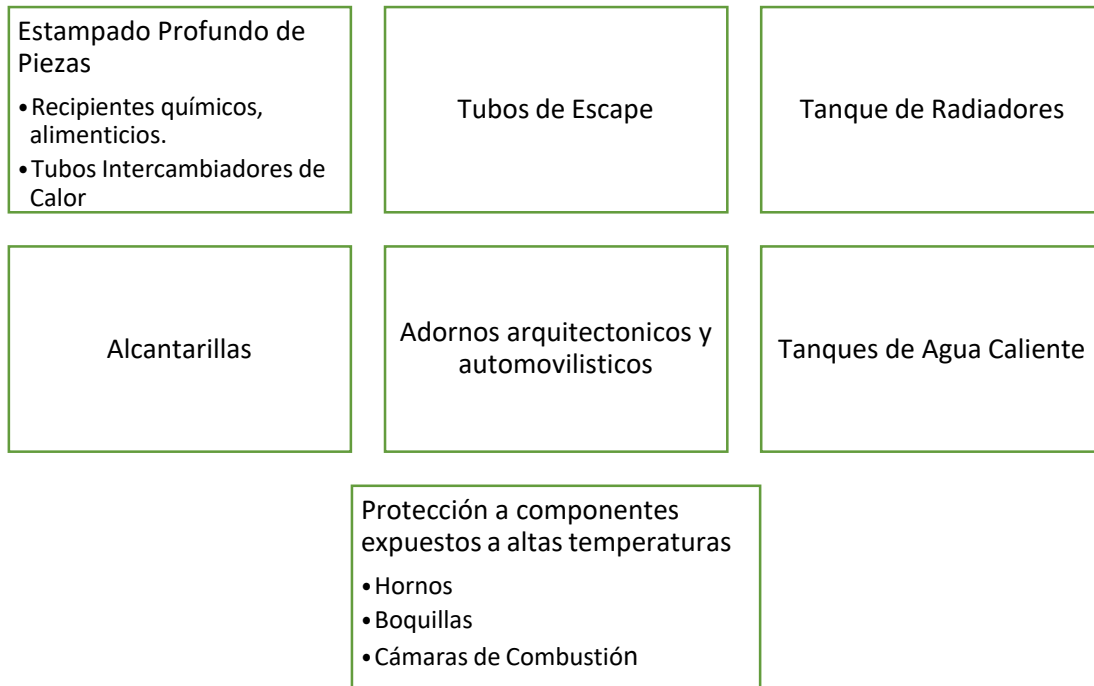 Estampado Profundo de
Piezas
•Recipientes químicos,
alimenticios.
•Tubos Intercambiadores de
Calor
Tubos de Escape
Tanque de Radiadores
Alcantarillas
Adornos arquitectonicos y
automovilisticos
Tanques de Agua Caliente
Protección a componentes
expuestos a altas temperaturas
•Hornos
•Boquillas
•Cámaras de Combustión